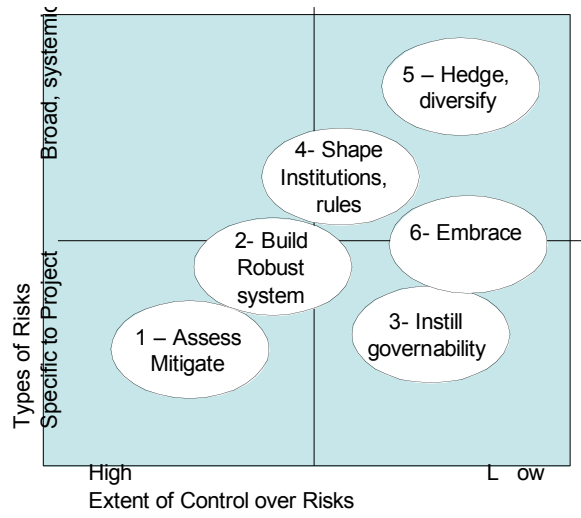 Broad, systemic
5 – Hedge,
diversify
4- Shape
Institutions,
rules
2- Build
Robust
system
6- Embrace
3- Instill
governability
1 – Assess
Mitigate
Types of Risks
Specific to Project
High
L ow
Extent of Control over Risks